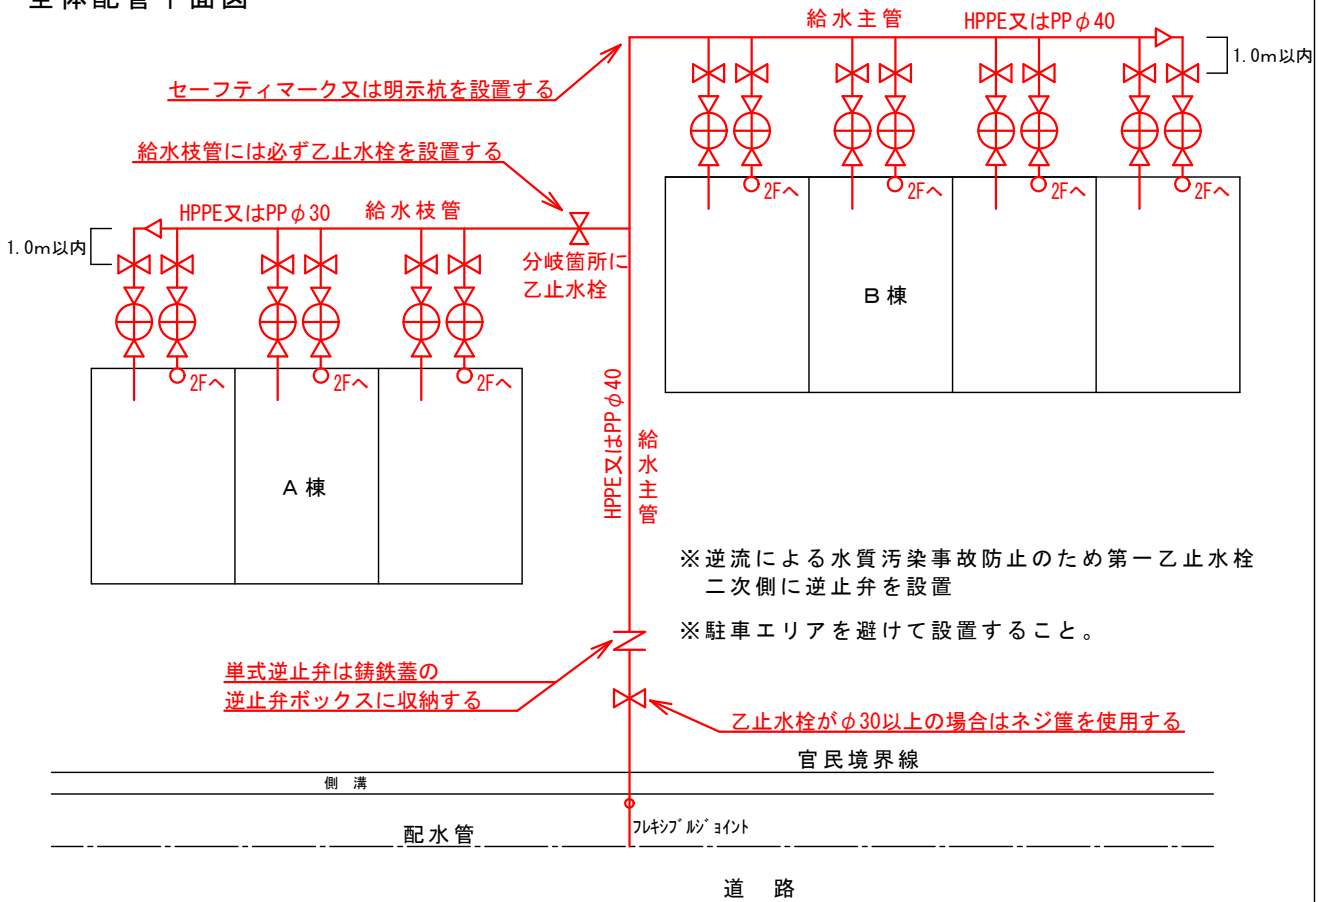 全体配管平面図
給水主管
HPPE又はPPφ40
1.0m以内
セーフティマーク又は明示杭を設置する
給水枝管には必ず乙止水栓を設置する
2Fへ
2Fへ
2Fへ
2Fへ
HPPE又はPPφ30
給水枝管
1.0m以内
分岐箇所に
乙止水栓
B棟
2Fへ
2Fへ
2Fへ
HPPE又はPPφ40
給水主管
A棟
※逆流による水質汚染事故防止のため第一乙止水栓
二次側に逆止弁を設置
※駐車エリアを避けて設置すること。
単式逆止弁は鋳鉄蓋の
逆止弁ボックスに収納する
乙止水栓がφ30以上の場合はネジ筐を使用する
官民境界線
側溝
配水管
フレキシブルジョイント
道路